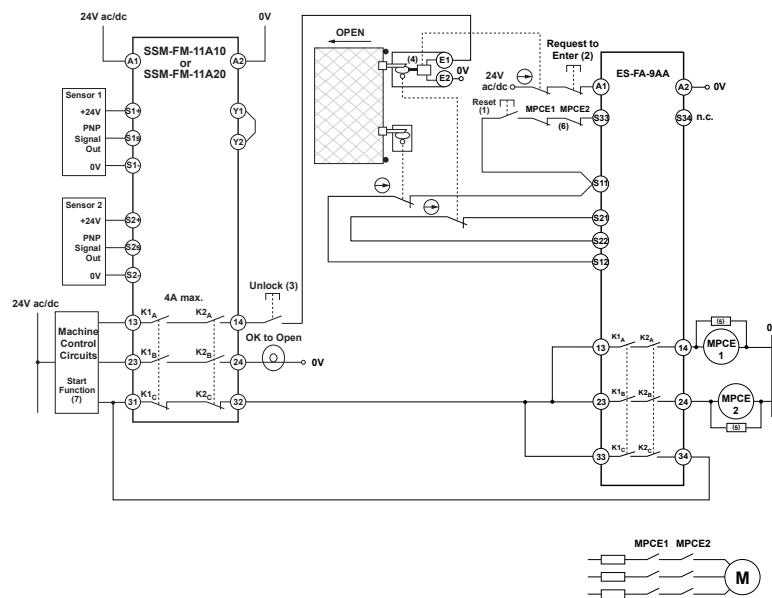 24V ac/dc
0V
SSM-FM-11A10
or
SSM-FM-11A20
A1
A2
Sensor 1
+24V
PNP
Signal
Out
0V
S1+
S1s
S1-
Y1
Y2
Sensor 2
+24V
PNP
Signal
Out
0V
S2+
S2s
S2-
OPEN
(4)
E1
E2
0V
Request to
Enter (2)
24V
ac/dc
Reset
(1)
MPCE1 MPCE2
(6)
ES-FA-9AA
A1
A2
0V
S33
S34
n.c.
S11
S21
S22
S12
24V ac/dc
Machine
Control
Circuits
Start
Function
(7)
4A max.
13
K1A
K2A
14
23
K1B
K2B
24
31
K1C
K2C
32
Unlock (3)
OK to Open
0V
13
K1A
K2A
14
23
K1B
K2B
24
33
K1C
K2C
34
(5)
MPCE
1
MPCE
2
(5)
MPCE1 MPCE2
M